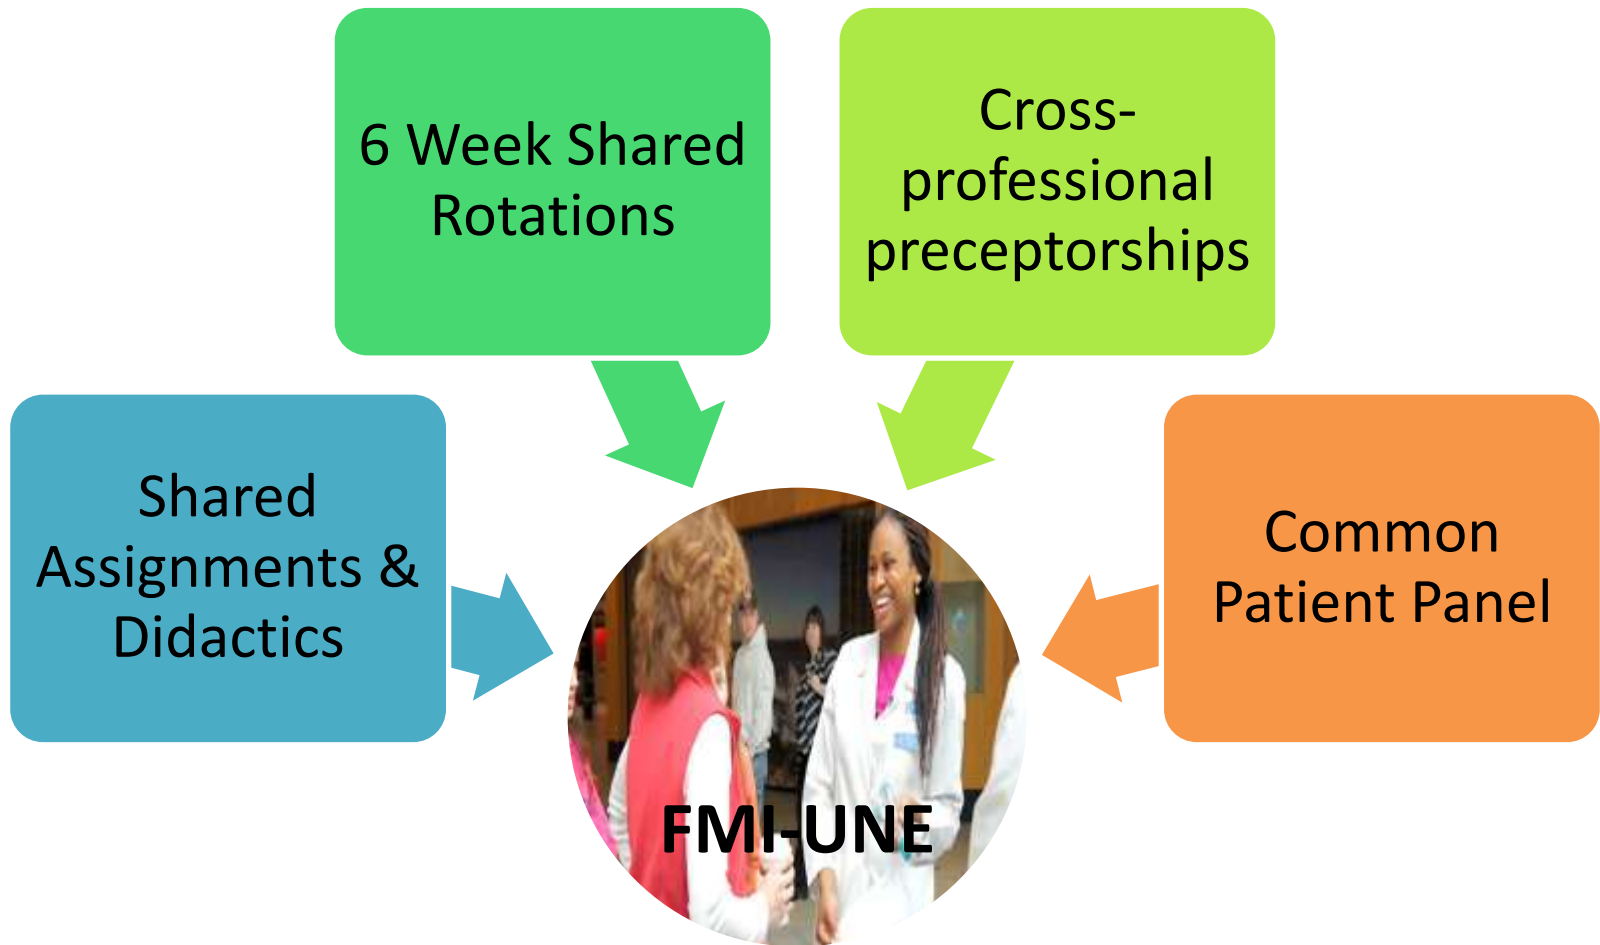 6 Week Shared
Rotations
Cross-
professional
preceptorships
Shared
Assignments &
Didactics
Common
Patient Panel
FMI-UNE